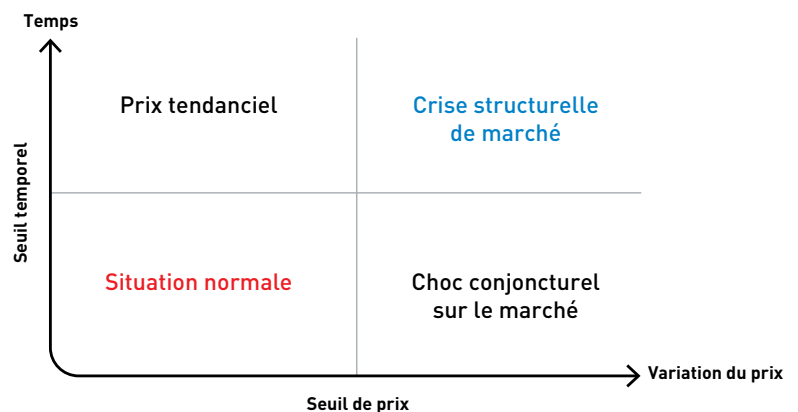 Temps
Prix tendanciel
Crise structurelle
de marché
Seuil temporel
Situation normale
Choc conjoncturel
sur le marché
Variation du prix
Seuil de prix